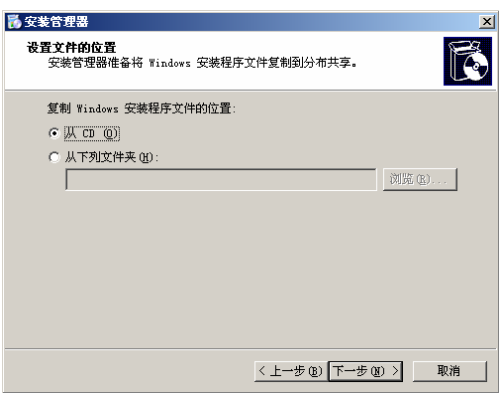 安装管理器
设置文件的位置
安装管理器准备将 Windows 安装程序文件复制到分布共享。
复制 Windows 安装程序文件的位置:
从 CD (O)
从下列文件夹(H):
浏览(R)...
< 上一步(B) 下一步(N) > 取消